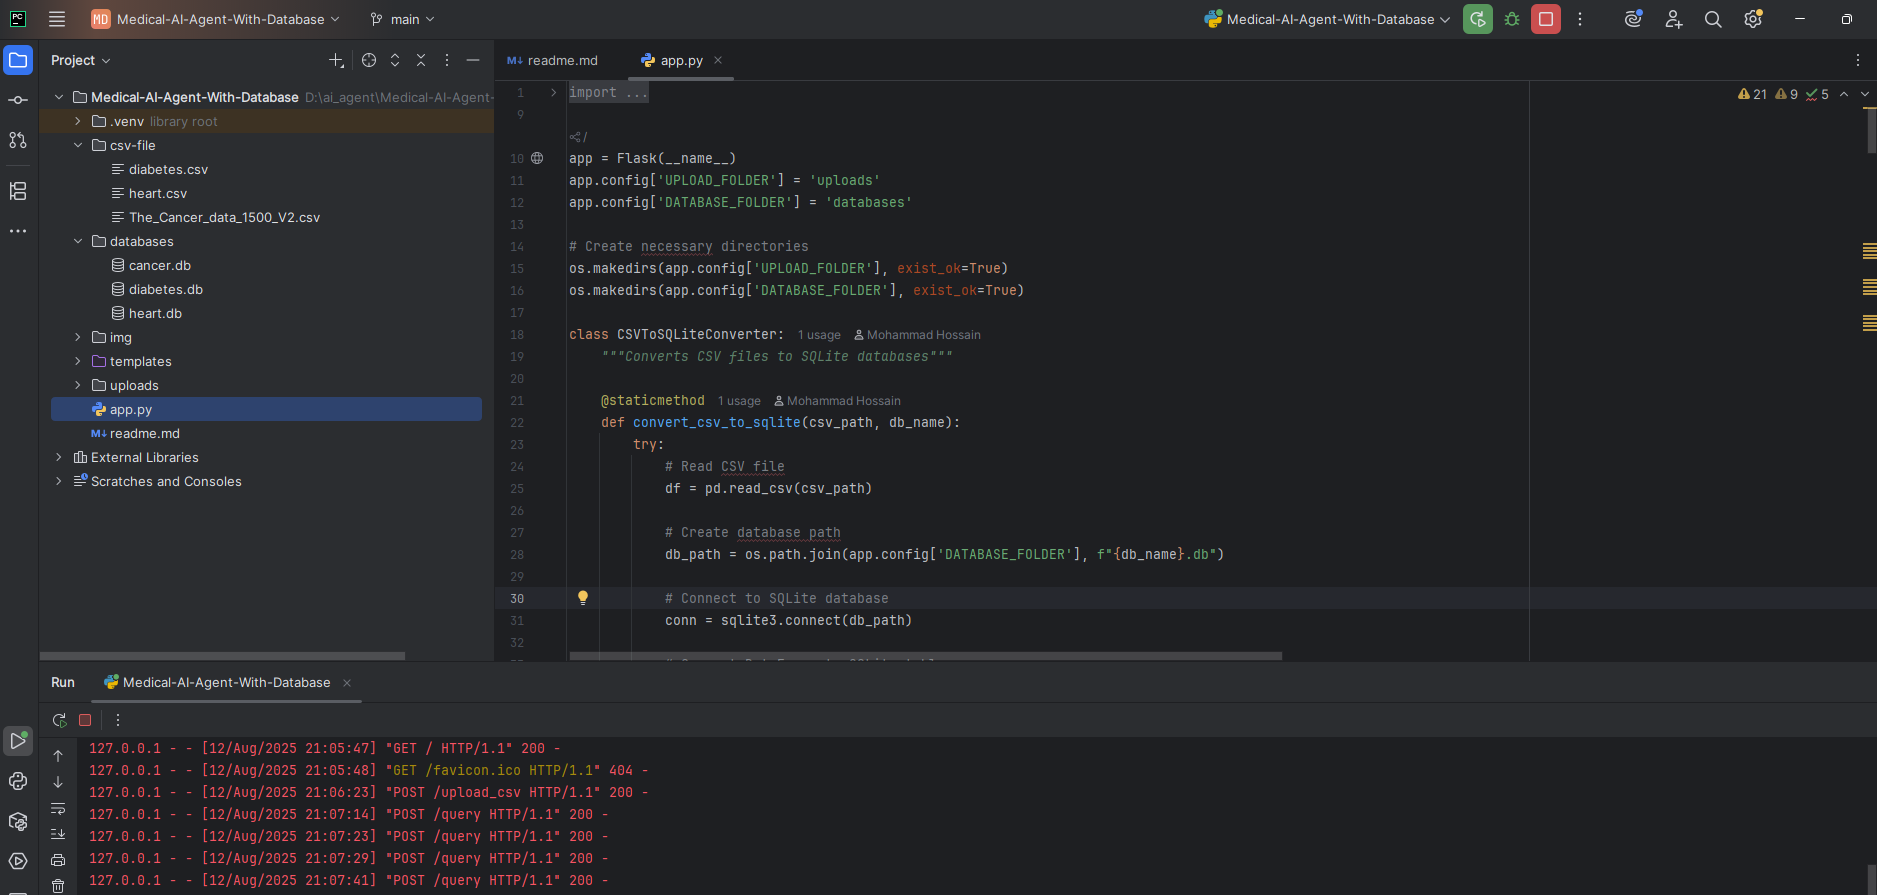 PC
MD Medical-AI-Agent-With-Database
main
Medical-AI-Agent-With-Database
Project
Medical-AI-Agent-With-Database D:\ai_agent\Medical-AI-Agent-
.venv library root
csv-file
diabetes.csv
heart.csv
The_Cancer_data_1500_V2.csv
databases
cancer.db
diabetes.db
heart.db
img
templates
uploads
app.py
readme.md
External Libraries
Scratches and Consoles
readme.md
app.py
21 9 5
1 import ...
9
/
10 app = Flask(__name__)
11 app.config['UPLOAD_FOLDER'] = 'uploads'
12 app.config['DATABASE_FOLDER'] = 'databases'
13
14 # Create necessary directories
15 os.makedirs(app.config['UPLOAD_FOLDER'], exist_ok=True)
16 os.makedirs(app.config['DATABASE_FOLDER'], exist_ok=True)
17
18 class CSVToSQLiteConverter: 1 usage Mohammad Hossain
19 """Converts CSV files to SQLite databases"""
20
21 @staticmethod 1 usage Mohammad Hossain
22 def convert_csv_to_sqlite(csv_path, db_name):
23 try:
24 # Read CSV file
25 df = pd.read_csv(csv_path)
26
27 # Create database path
28 db_path = os.path.join(app.config['DATABASE_FOLDER'], f"{db_name}.db")
29
30 # Connect to SQLite database
31 conn = sqlite3.connect(db_path)
32
Run Medical-AI-Agent-With-Database
127.0.0.1 - - [12/Aug/2025 21:05:47] "GET / HTTP/1.1" 200 -
127.0.0.1 - - [12/Aug/2025 21:05:48] "GET /favicon.ico HTTP/1.1" 404 -
127.0.0.1 - - [12/Aug/2025 21:06:23] "POST /upload_csv HTTP/1.1" 200 -
127.0.0.1 - - [12/Aug/2025 21:07:14] "POST /query HTTP/1.1" 200 -
127.0.0.1 - - [12/Aug/2025 21:07:23] "POST /query HTTP/1.1" 200 -
127.0.0.1 - - [12/Aug/2025 21:07:29] "POST /query HTTP/1.1" 200 -
127.0.0.1 - - [12/Aug/2025 21:07:41] "POST /query HTTP/1.1" 200 -